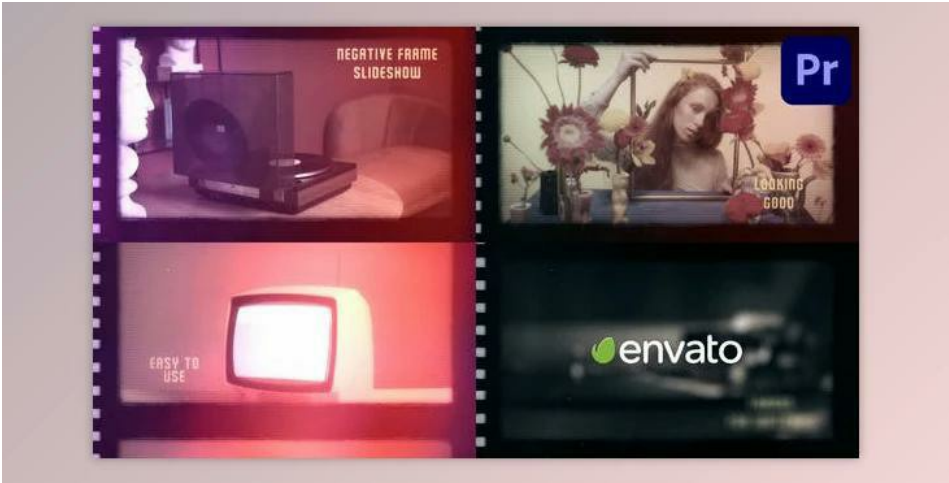 NEGATIVE FRAME
SLIDESHOW
Pr
LOOKING
GOOD
EASY TO
USE
envato